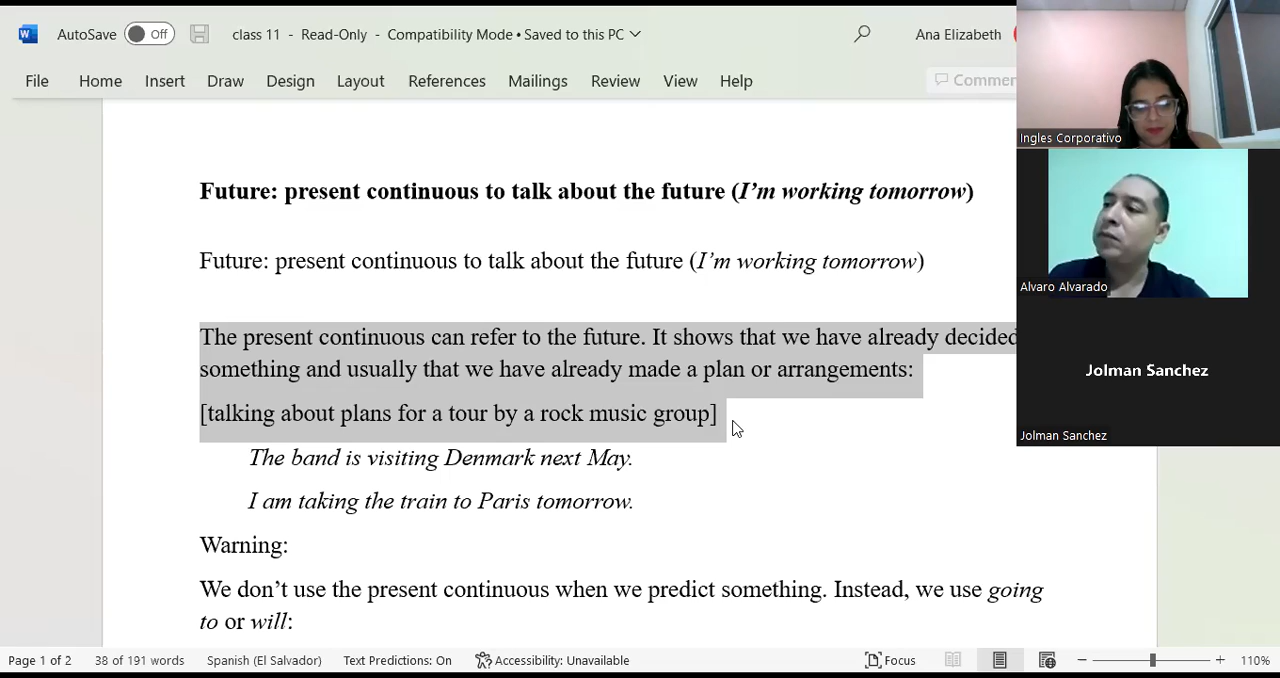 AutoSave Off class 11 - Read-Only - Compatibility Mode • Saved to this PC Ana Elizabeth
File Home Insert Draw Design Layout References Mailings Review View Help
Ingles Corporativo
Future: present continuous to talk about the future (I'm working tomorrow)
Future: present continuous to talk about the future (I'm working tomorrow)
Alvaro Alvarado
The present continuous can refer to the future. It shows that we have already decided
something and usually that we have already made a plan or arrangements:
Jolman Sanchez
[talking about plans for a tour by a rock music group]
Jolman Sanchez
The band is visiting Denmark next May.
I am taking the train to Paris tomorrow.
Warning:
We don't use the present continuous when we predict something. Instead, we use going
to or will:
Page 1 of 2 38 of 191 words Spanish (El Salvador) Text Predictions: On Accessibility: Unavailable Focus 110%